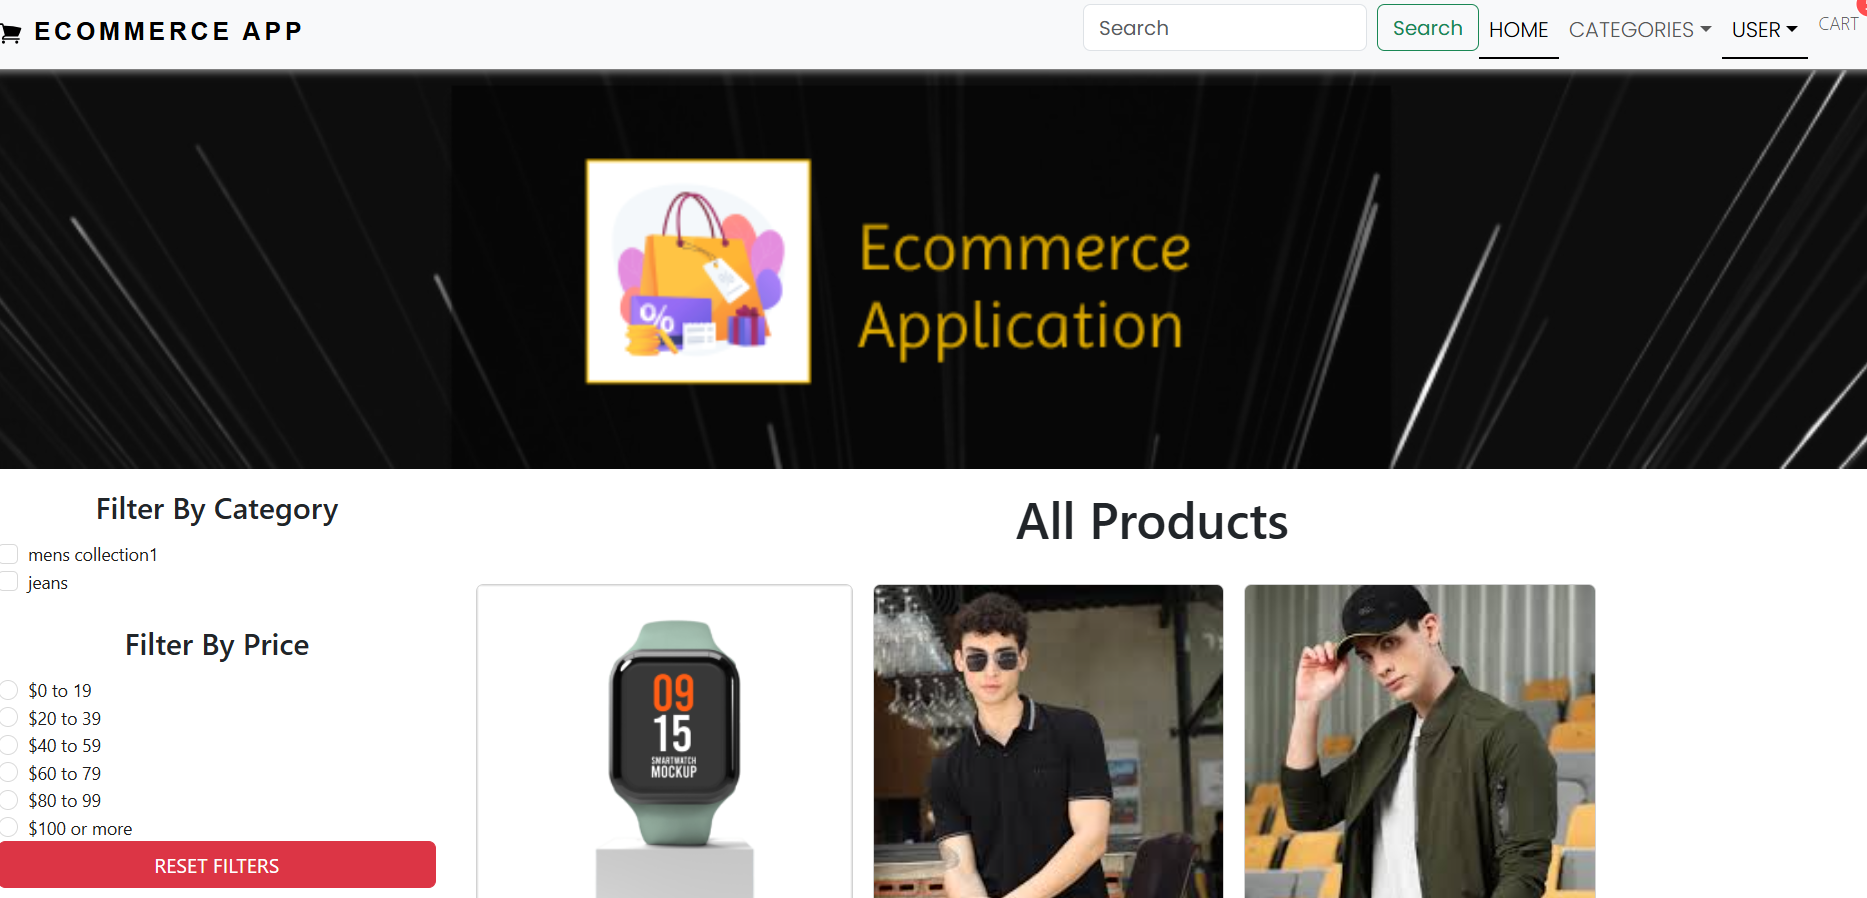 ECOMMERCE APP
Search
Search
HOME
CATEGORIES
USER
CART
%
Ecommerce
Application
Filter By Category
mens collection1
jeans
Filter By Price
$0 to 19
$20 to 39
$40 to 59
$60 to 79
$80 to 99
$100 or more
RESET FILTERS
All Products
09
15
SMARTWATCH
MOCKUP